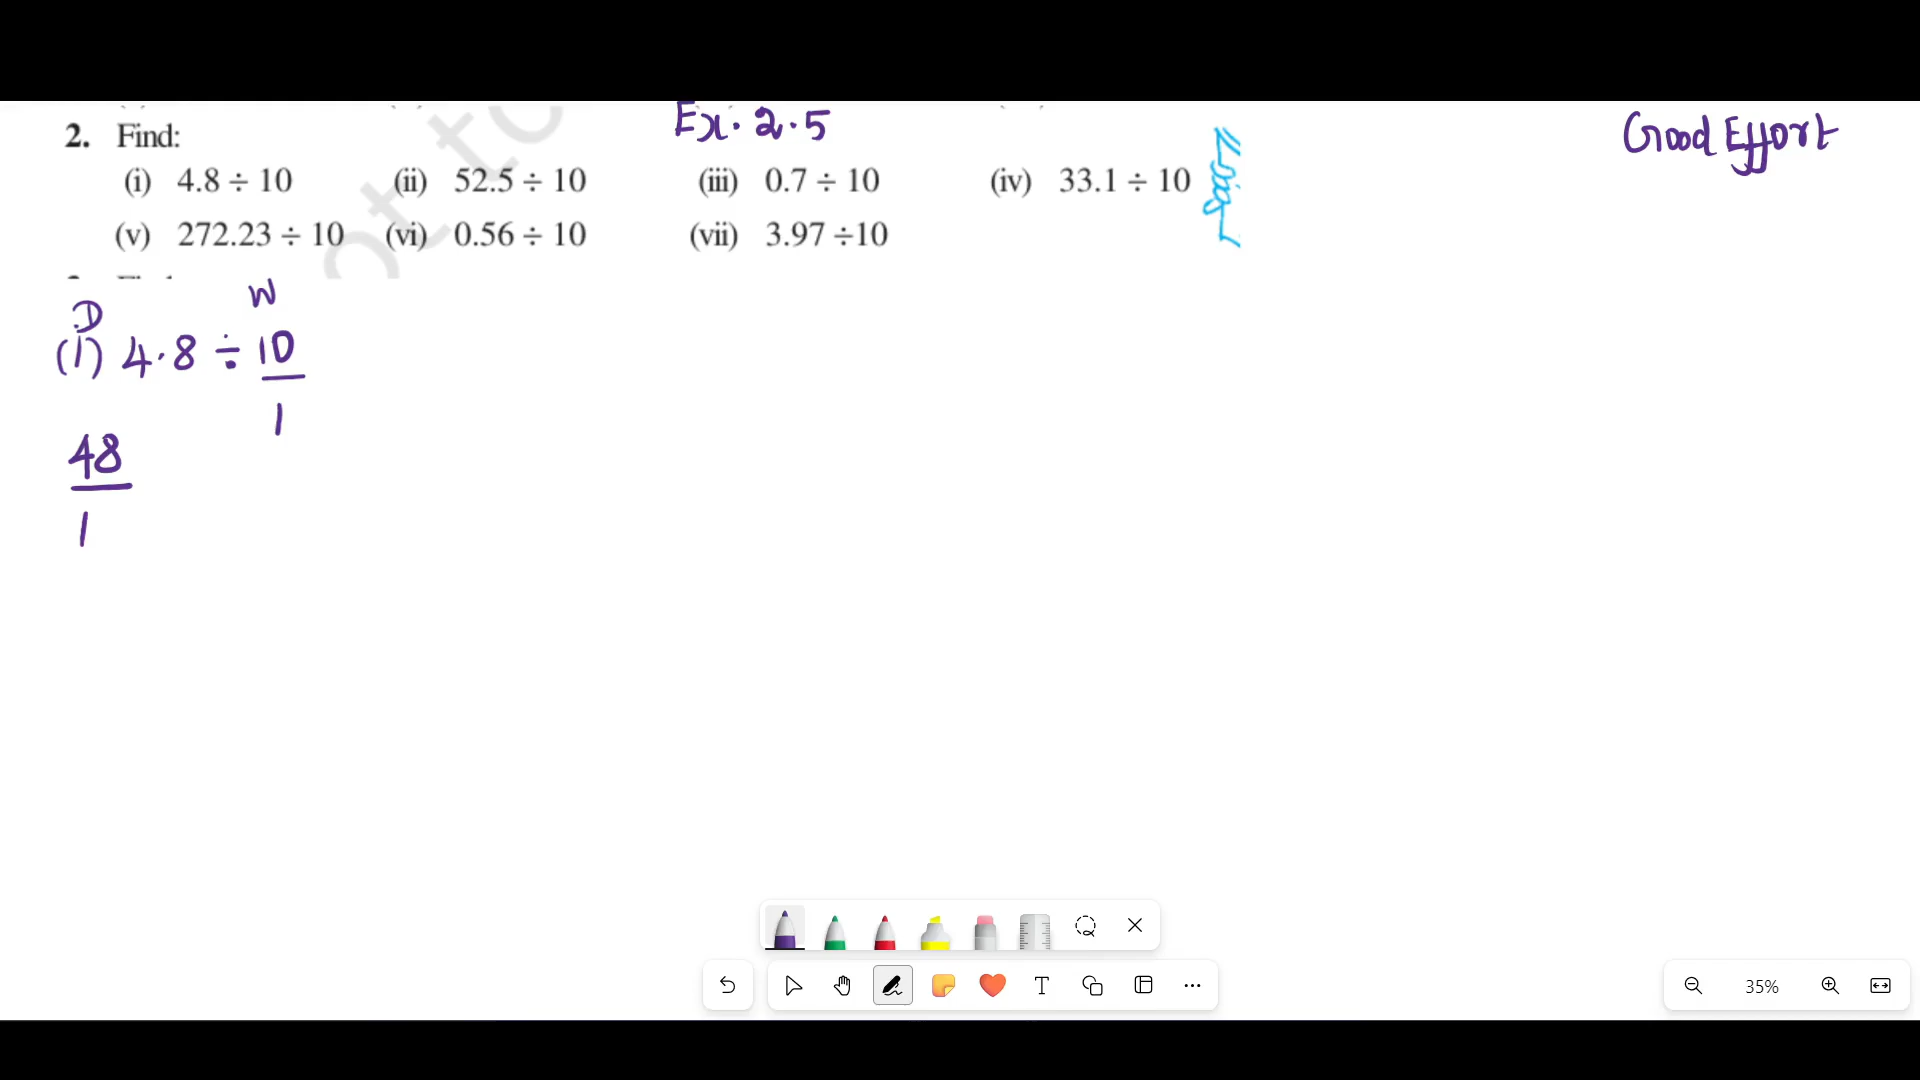 Ex. 2.5
Good Effort
2. Find:
(i) 4.8 ÷ 10 (ii) 52.5 ÷ 10 (iii) 0.7 ÷ 10 (iv) 33.1 ÷ 10
(v) 272.23 ÷ 10 (vi) 0.56 ÷ 10 (vii) 3.97 ÷10
D W
(1) 4.8 ÷ 10
1
48
1
35%